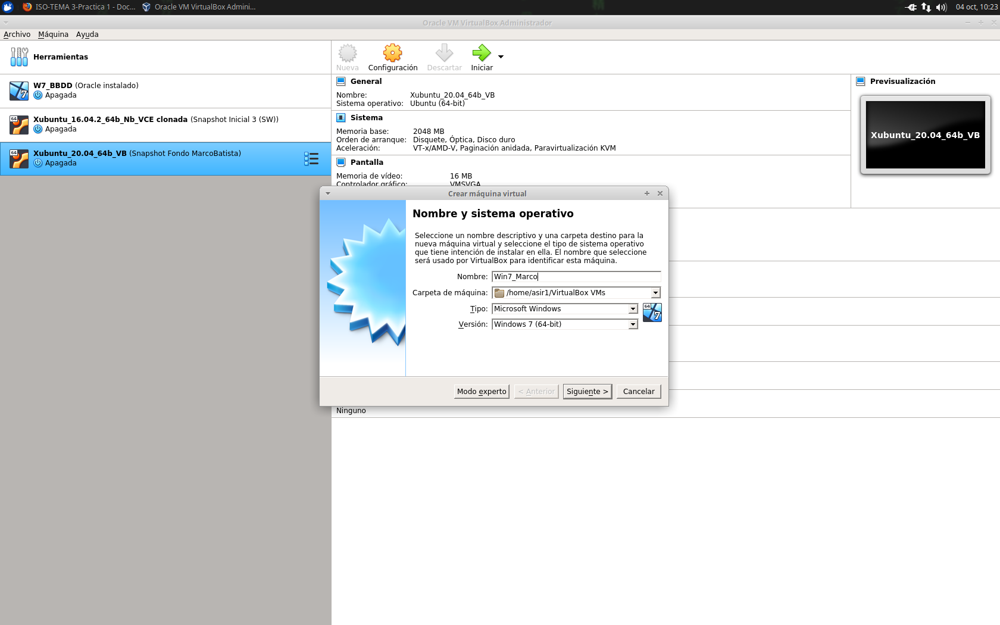 ISO-TEMA 3-Practica 1 - Doc...
Oracle VM VirtualBox Admini...
04 oct, 10:23
Oracle VM VirtualBox Administrador
Archivo Máquina Ayuda
Herramientas
Nueva Configuración Descartar Iniciar
W7_BBDD (Oracle instalado)
Apagada
64
Xubuntu_16.04.2_64b_Nb_VCE clonada (Snapshot Inicial 3 (SW))
Apagada
64
Xubuntu_20.04_64b_VB (Snapshot Fondo MarcoBatista)
Apagada
General
Nombre: Xubuntu_20.04_64b_VB
Sistema operativo: Ubuntu (64-bit)
Sistema
Memoria base: 2048 MB
Orden de arranque: Disquete, Óptica, Disco duro
Aceleración: VT-x/AMD-V, Paginación anidada, Paravirtualización KVM
Pantalla
Memoria de vídeo: 16 MB
Controlador gráfico: VMSVGA
Previsualización
Xubuntu_20.04_64b_VB
Crear máquina virtual
Nombre y sistema operativo
Seleccione un nombre descriptivo y una carpeta destino para la
nueva máquina virtual y seleccione el tipo de sistema operativo
que tiene intención de instalar en ella. El nombre que seleccione
será usado por VirtualBox para identificar esta máquina.
Nombre: Win7_Marco
Carpeta de máquina: /home/asir1/VirtualBox VMs
Tipo: Microsoft Windows
64
7
Versión: Windows 7 (64-bit)
Modo experto < Anterior Siguiente > Cancelar
Ninguno